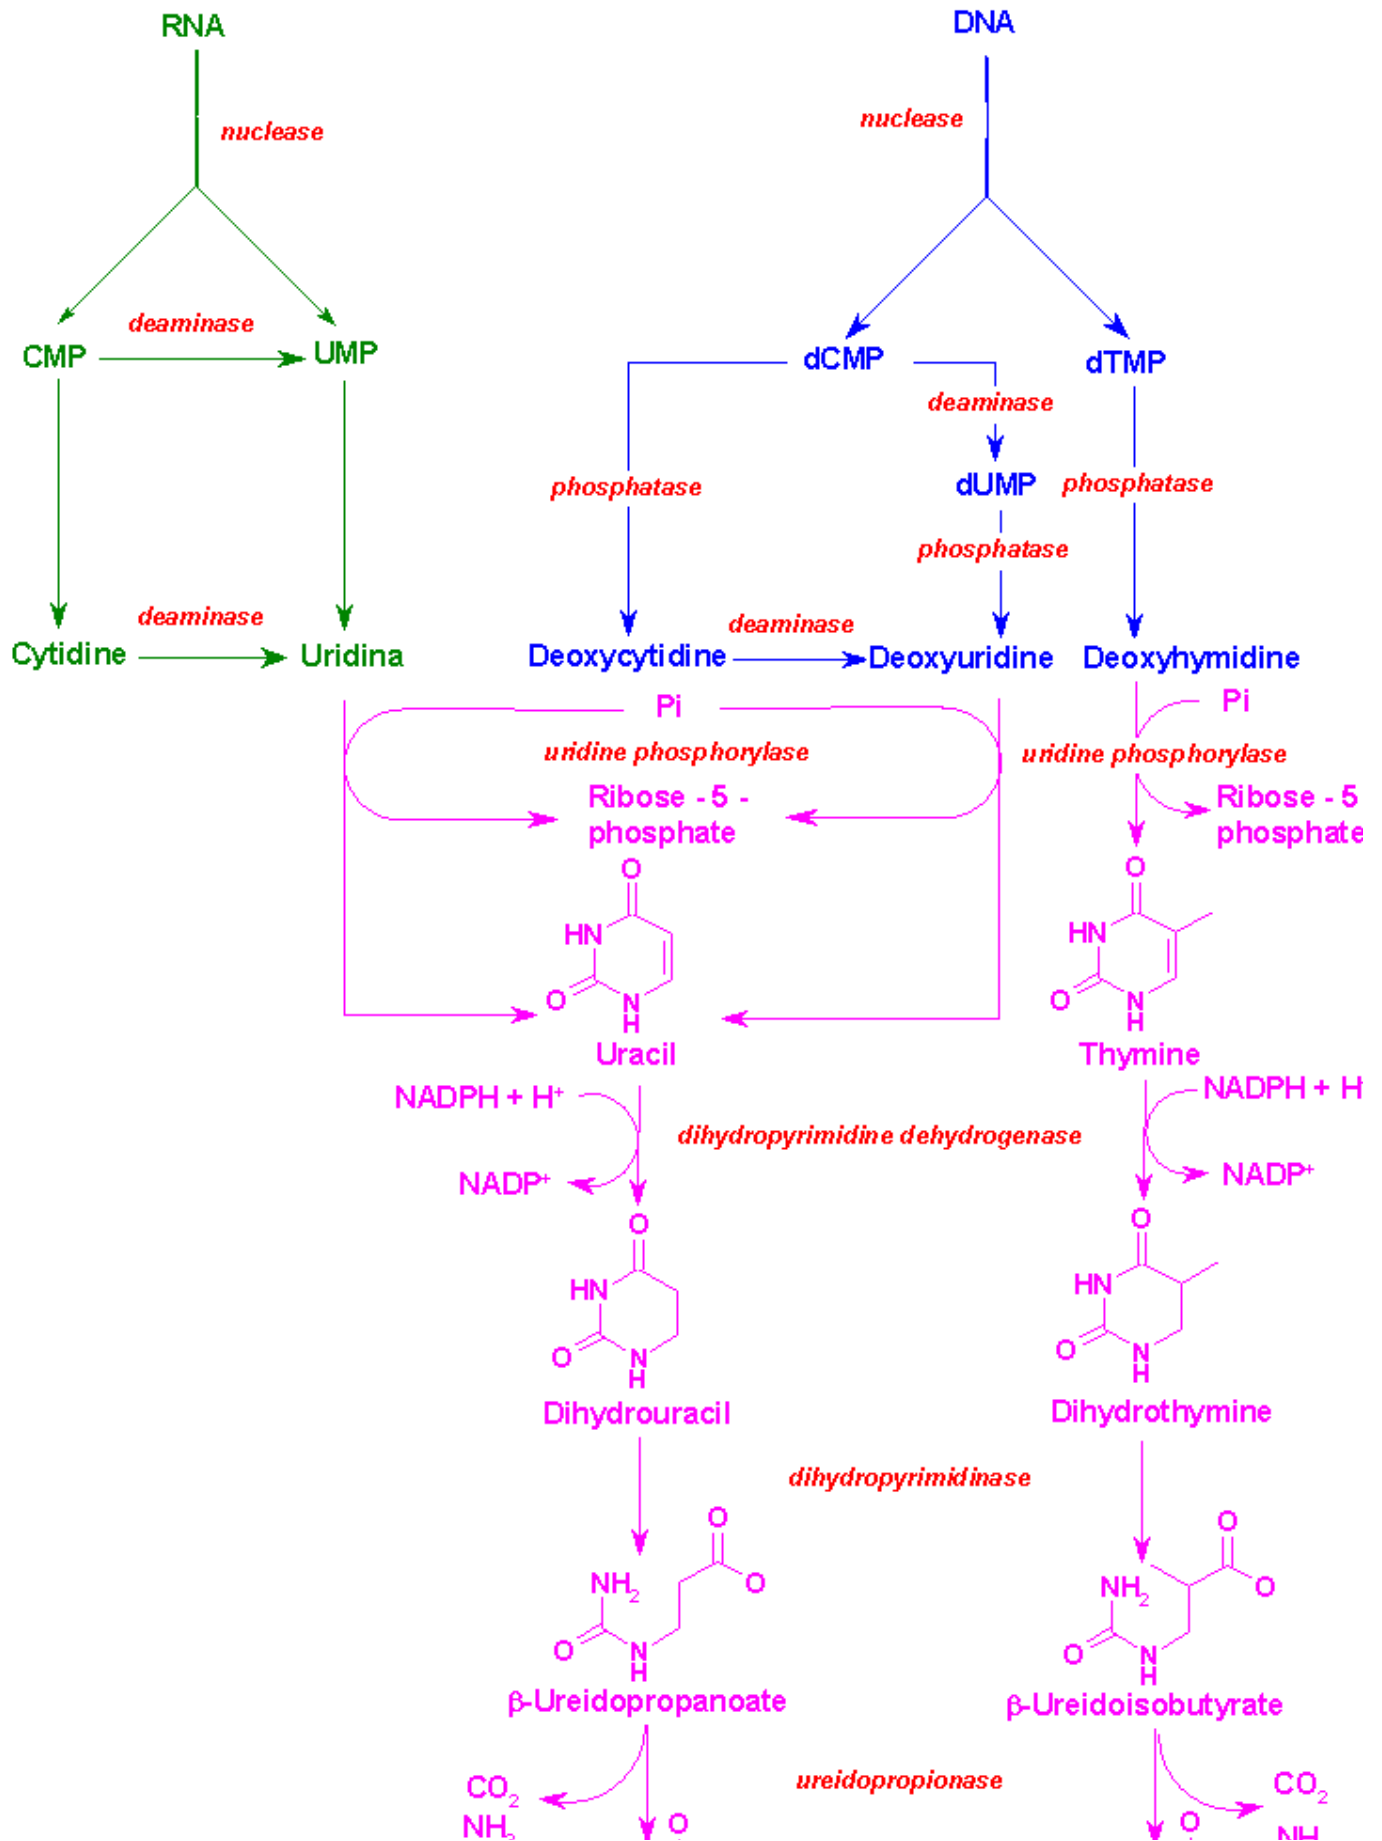 RNA
DNA
nuclease
nuclease
CMP
deaminase
UMP
dCMP
dTMP
deaminase
phosphatase
dUMP
phosphatase
phosphatase
Cytidine
deaminase
Uridina
Deoxycytidine
deaminase
Deoxyuridine
Deoxyhymidine
Pi
Pi
uridine phosphorylase
uridine phosphorylase
Ribose - 5 -
phosphate
Ribose - 5
phosphate
O
HN
O
N
H
Uracil
O
HN
O
N
H
Thymine
NADPH + H⁺
NADPH + H
dihydropyrimidine dehydrogenase
NADP⁺
NADP⁺
O
HN
O
N
H
Dihydrouracil
O
HN
O
N
H
Dihydrothymine
dihydropyrimidinase
O
O
NH₂
O
N
H
β-Ureidopropanoate
O
O
NH₂
O
N
H
β-Ureidoisobutyrate
ureidopropionase
CO₂
O
CO₂
O